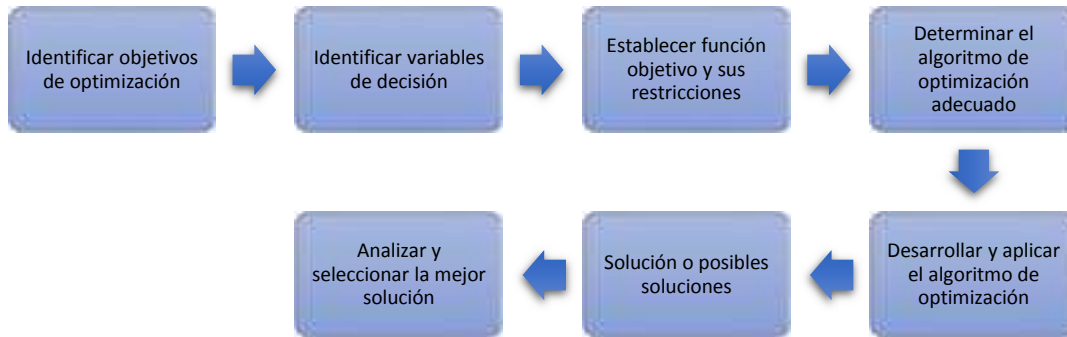 Identificar objetivos
de optimización
Identificar variables
de decisión
Establecer función
objetivo y sus
restricciones
Determinar el
algoritmo de
optimización
adecuado
Desarrollar y aplicar
el algoritmo de
optimización
Solución o posibles
soluciones
Analizar y
seleccionar la mejor
solución